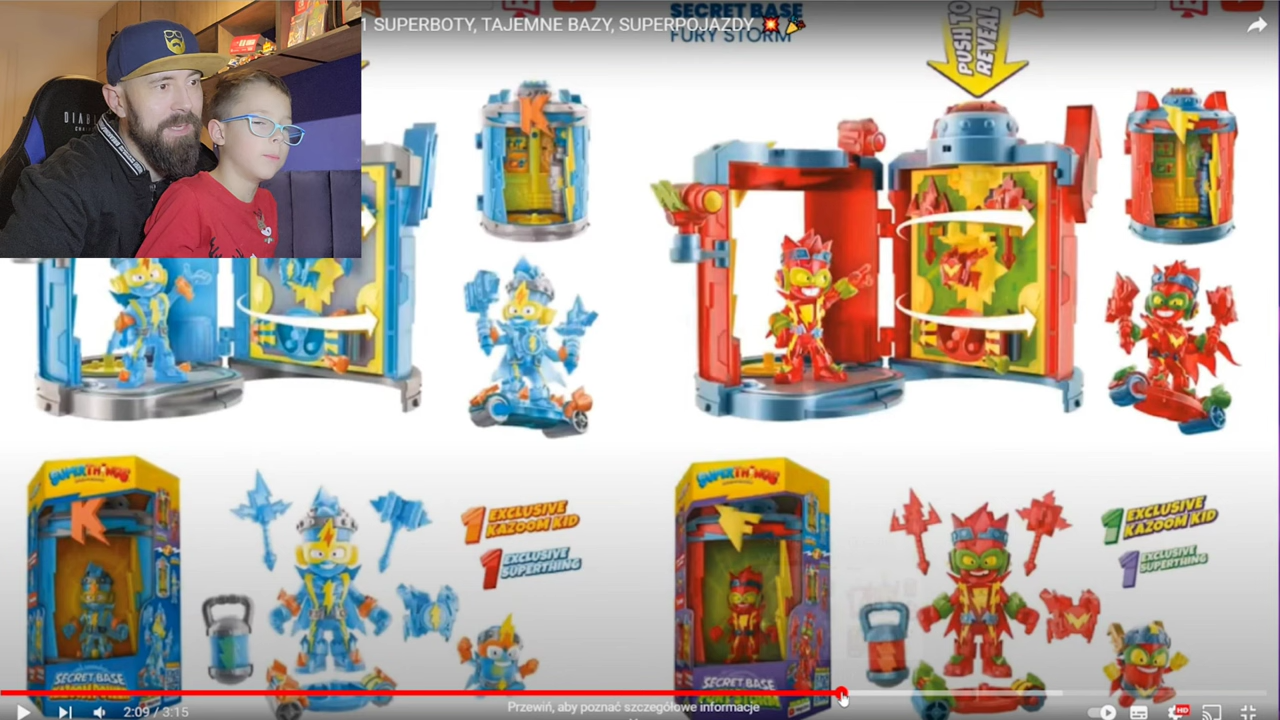 1 SUPERBOTY, TAJEMNE BAZY, SUPERPOJAZDY
SECRET BASE
FURY STORM
PUSH TO
REVEAL
DIABL
K
F
SUPERTHINGS
K
1 EXCLUSIVE
KAZOOM KID
1 EXCLUSIVE
SUPERTHING
SECRET BASE
SUPERTHINGS
F
1 EXCLUSIVE
KAZOOM KID
1 EXCLUSIVE
SUPERTHING
SECRET BASE
FURY STORM
2:09 / 3:15
Przewiń, aby poznać szczegółowe informacje
HD